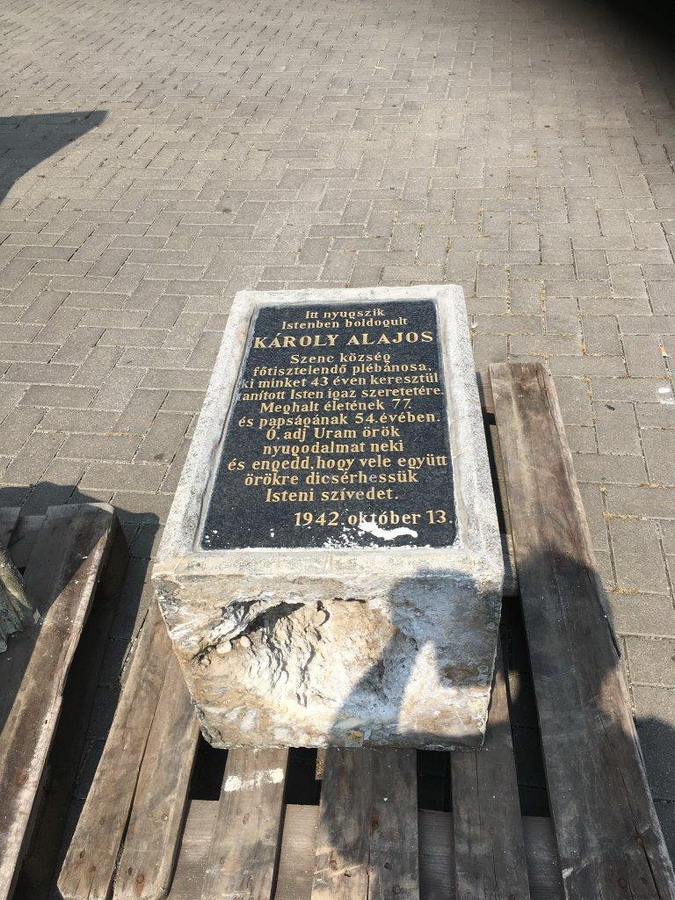 Itt nyugszik
Istenben boldogult
KÁROLY ALAJOS
Szenc község
főtisztelendő plébánosa,
ki minket 43 éven keresztül
tanított Isten igaz szeretetére.
Meghalt életének 77.
és papságának 54.évében.
Ó, adj Uram örök
nyugodalmat neki
és engedd, hogy vele együtt
örökre dicsérhessük
Isteni szívedet.
1942 október 13.